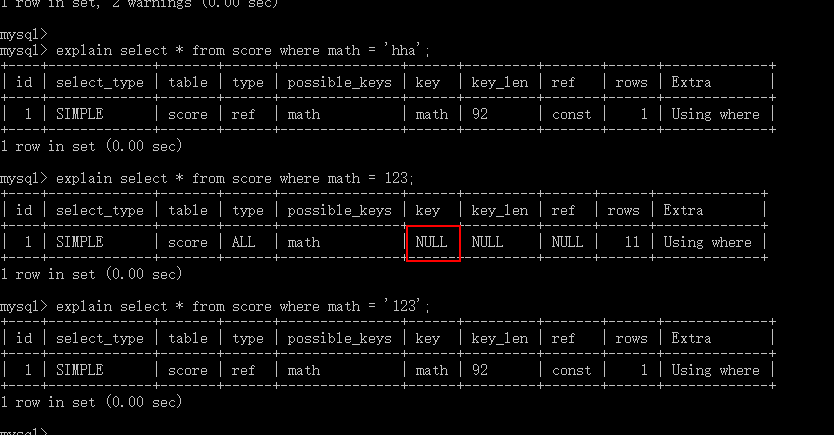 1 row in set, 2 warnings (0.00 sec)
mysql>
mysql> explain select * from score where math = 'hha';
+----+-------------+-------+------+---------------+------+---------+-------+------+-------------+
| id | select_type | table | type | possible_keys | key | key_len | ref | rows | Extra |
+----+-------------+-------+------+---------------+------+---------+-------+------+-------------+
| 1 | SIMPLE | score | ref | math | math | 92 | const | 1 | Using where |
+----+-------------+-------+------+---------------+------+---------+-------+------+-------------+
1 row in set (0.00 sec)
mysql> explain select * from score where math = 123;
+----+-------------+-------+------+---------------+------+---------+------+------+-------------+
| id | select_type | table | type | possible_keys | key | key_len | ref | rows | Extra |
+----+-------------+-------+------+---------------+------+---------+------+------+-------------+
| 1 | SIMPLE | score | ALL | math | NULL | NULL | NULL | 11 | Using where |
+----+-------------+-------+------+---------------+------+---------+------+------+-------------+
1 row in set (0.00 sec)
mysql> explain select * from score where math = '123';
+----+-------------+-------+------+---------------+------+---------+-------+------+-------------+
| id | select_type | table | type | possible_keys | key | key_len | ref | rows | Extra |
+----+-------------+-------+------+---------------+------+---------+-------+------+-------------+
| 1 | SIMPLE | score | ref | math | math | 92 | const | 1 | Using where |
+----+-------------+-------+------+---------------+------+---------+-------+------+-------------+
1 row in set (0.00 sec)
mysql>